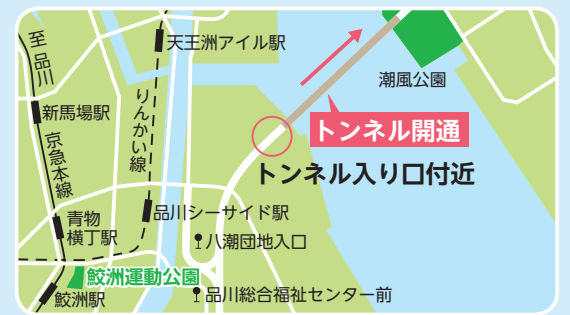 至 品川
天王洲アイル駅
潮風公園
新馬場駅
りんかい線
トンネル開通
京急本線
トンネル入り口付近
青物
横丁駅
品川シーサイド駅
八潮団地入口
鮫洲運動公園
鮫洲駅
品川総合福祉センター前